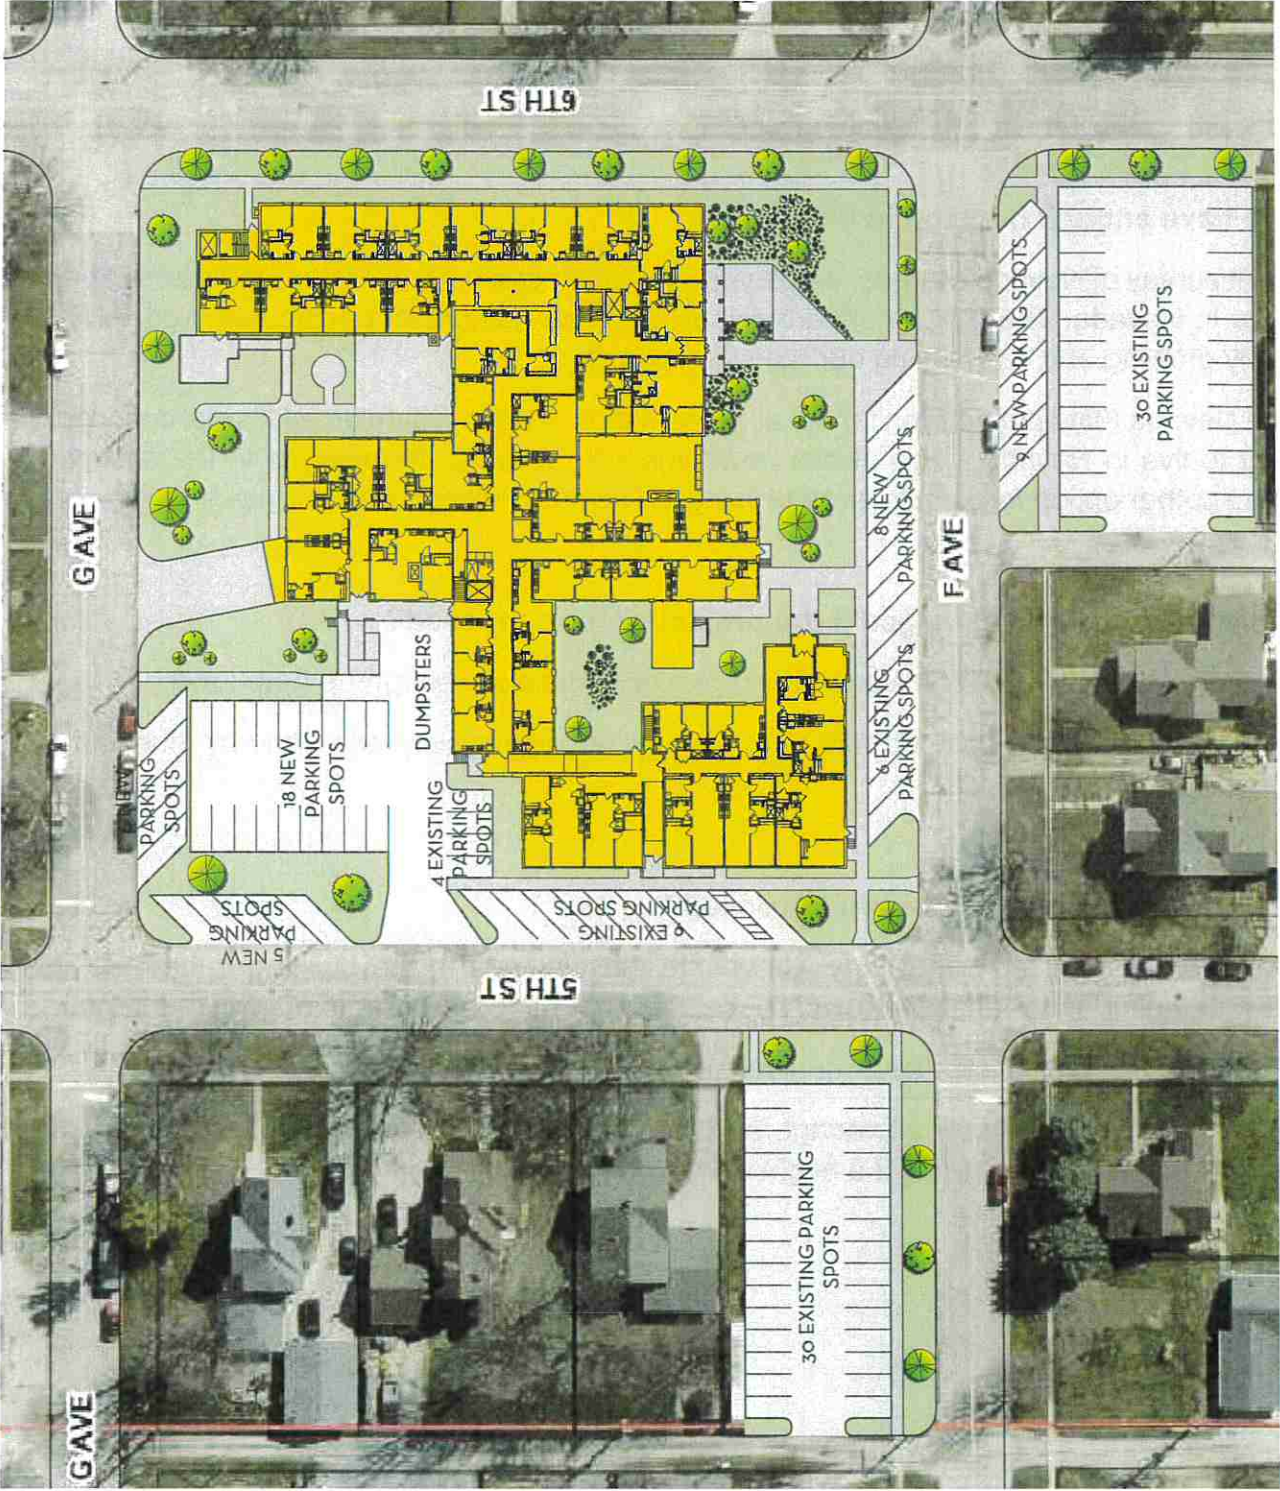 6TH ST
G AVE
F AVE
9 NEW PARKING SPOTS
30 EXISTING
PARKING SPOTS
8 NEW
PARKING SPOTS
6 EXISTING
PARKING SPOTS
DUMPSTERS
18 NEW
PARKING
SPOTS
PARKING
SPOTS
4 EXISTING
PARKING
SPOTS
5 NEW
PARKING
SPOTS
9 EXISTING
PARKING SPOTS
5TH ST
30 EXISTING PARKING
SPOTS
G AVE